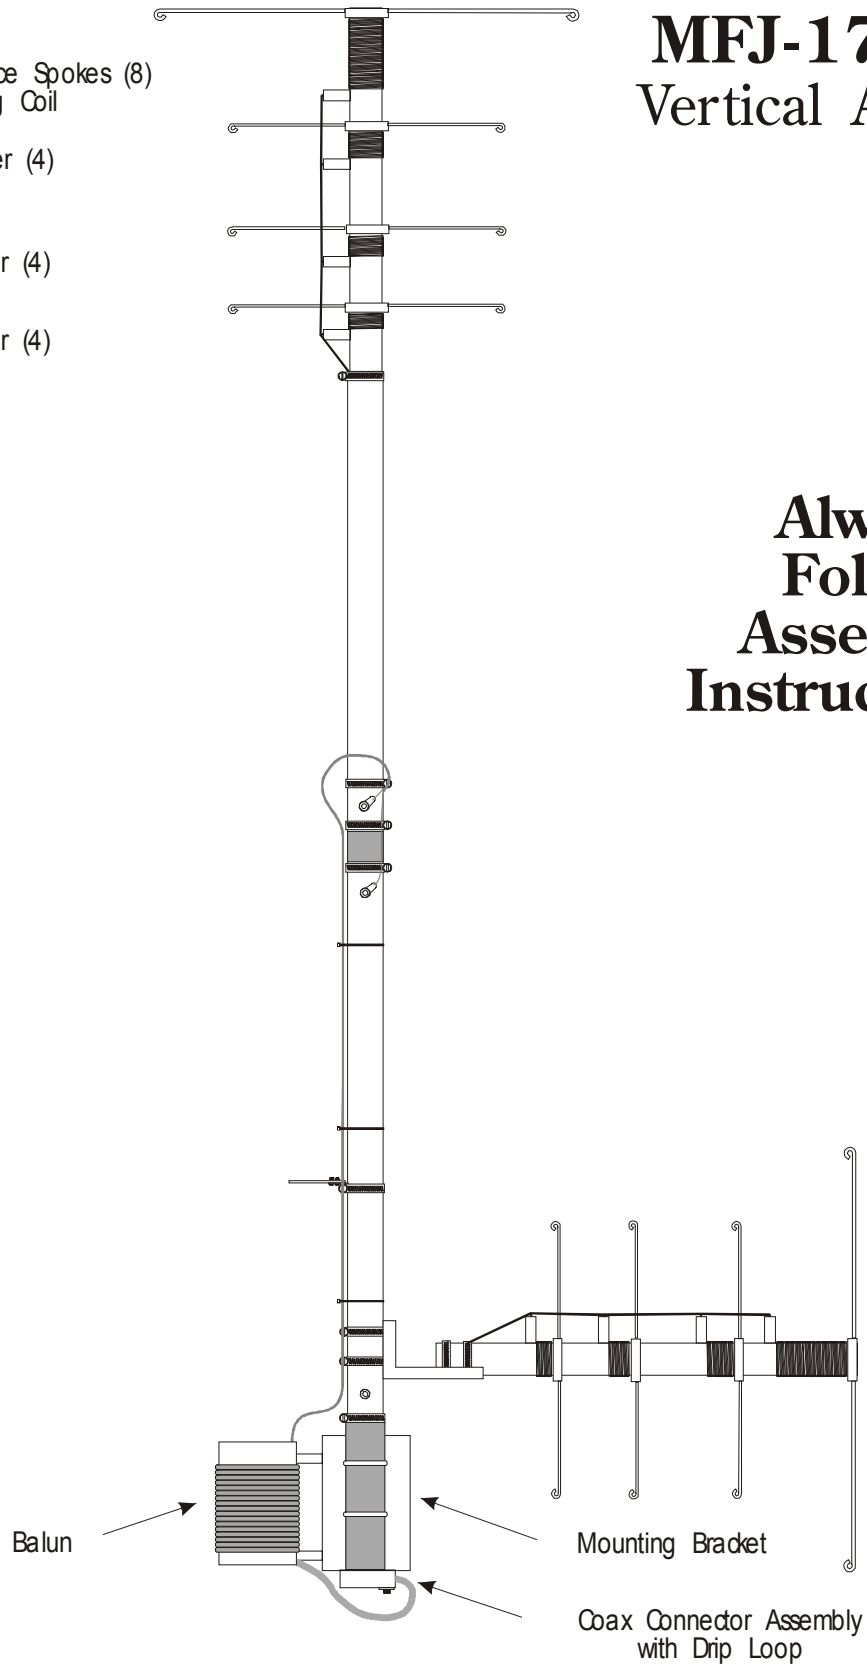 MFJ-17
Vertical A
ce Spokes (8)
g Coil
er (4)
r (4)
r (4)
Alw
Fol
Asse
Instruc
Balun
Mounting Bracket
Coax Connector Assembly
with Drip Loop